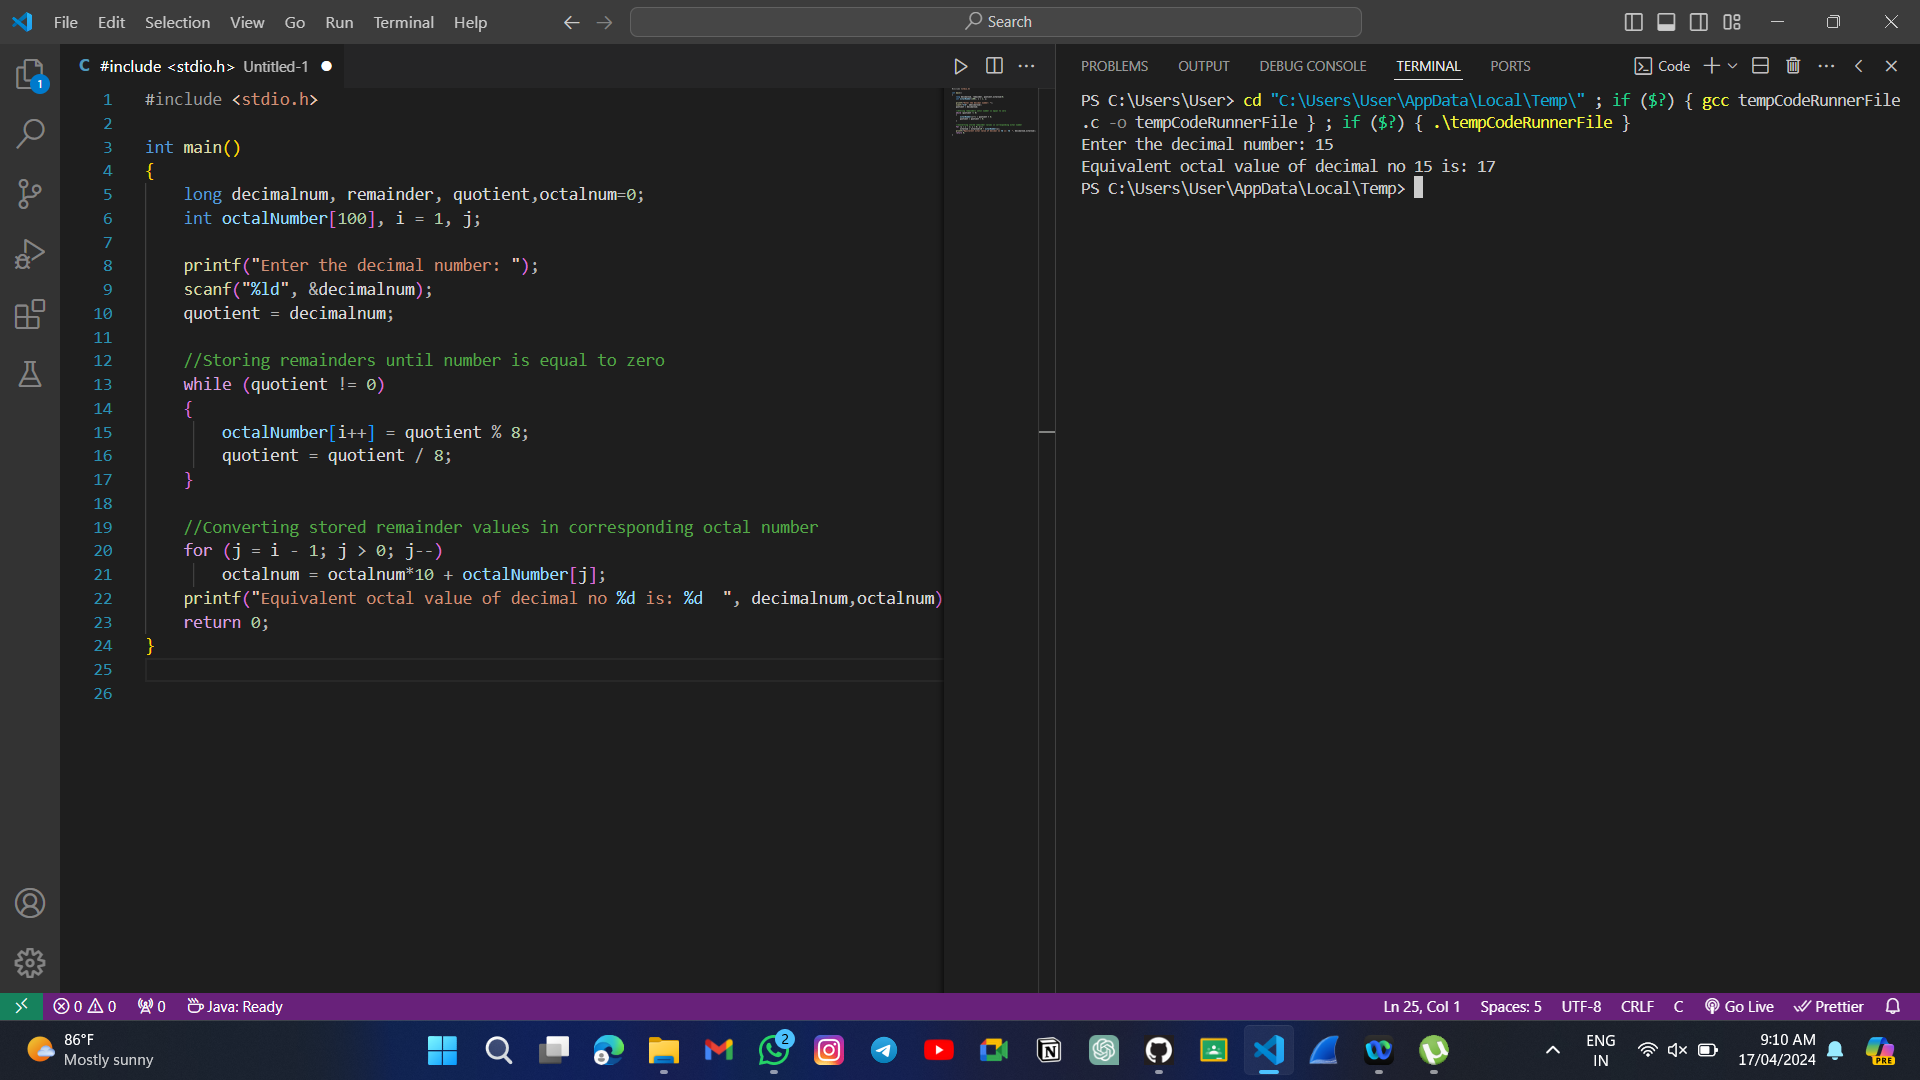 File Edit Selection View Go Run Terminal Help
Search
C #include <stdio.h> Untitled-1
1 #include <stdio.h>
2
3 int main()
4 {
5 long decimalnum, remainder, quotient,octalnum=0;
6 int octalNumber[100], i = 1, j;
7
8 printf("Enter the decimal number: ");
9 scanf("%ld", &decimalnum);
10 quotient = decimalnum;
11
12 //Storing remainders until number is equal to zero
13 while (quotient != 0)
14 {
15 octalNumber[i++] = quotient % 8;
16 quotient = quotient / 8;
17 }
18
19 //Converting stored remainder values in corresponding octal number
20 for (j = i - 1; j > 0; j--)
21 octalnum = octalnum*10 + octalNumber[j];
22 printf("Equivalent octal value of decimal no %d is: %d  ", decimalnum,octalnum)
23 return 0;
24 }
25
26
PROBLEMS OUTPUT DEBUG CONSOLE TERMINAL PORTS
Code
PS C:\Users\User> cd "C:\Users\User\AppData\Local\Temp\" ; if ($?) { gcc tempCodeRunnerFile
.c -o tempCodeRunnerFile } ; if ($?) { .\tempCodeRunnerFile }
Enter the decimal number: 15
Equivalent octal value of decimal no 15 is: 17
PS C:\Users\User\AppData\Local\Temp>
1
0 0 0 Java: Ready
Ln 25, Col 1 Spaces: 5 UTF-8 CRLF C Go Live Prettier
86°F
Mostly sunny
2
ENG
IN
9:10 AM
17/04/2024
PRE